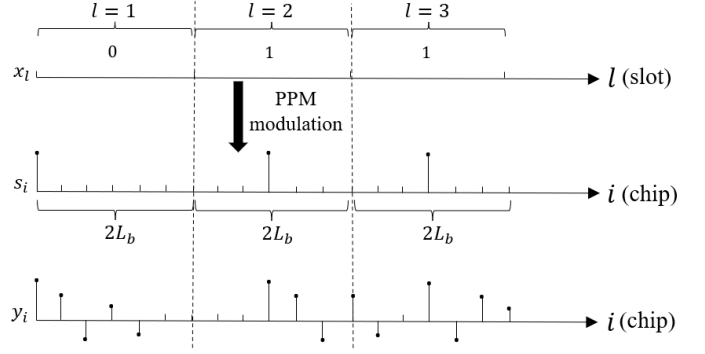 l = 1 l = 2 l = 3
0 1 1
x_l l (slot)
PPM
modulation
s_i i (chip)
2L_b 2L_b 2L_b
y_i i (chip)